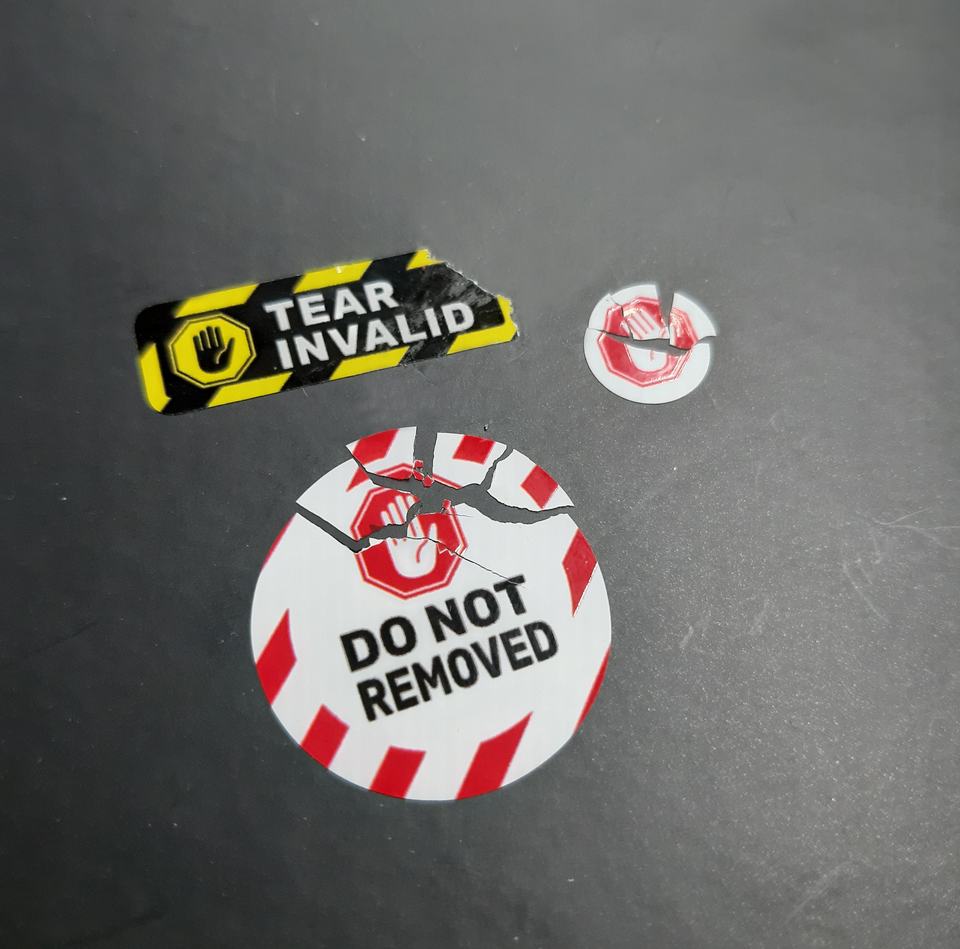 TEAR
INVALID
DO NOT
REMOVED